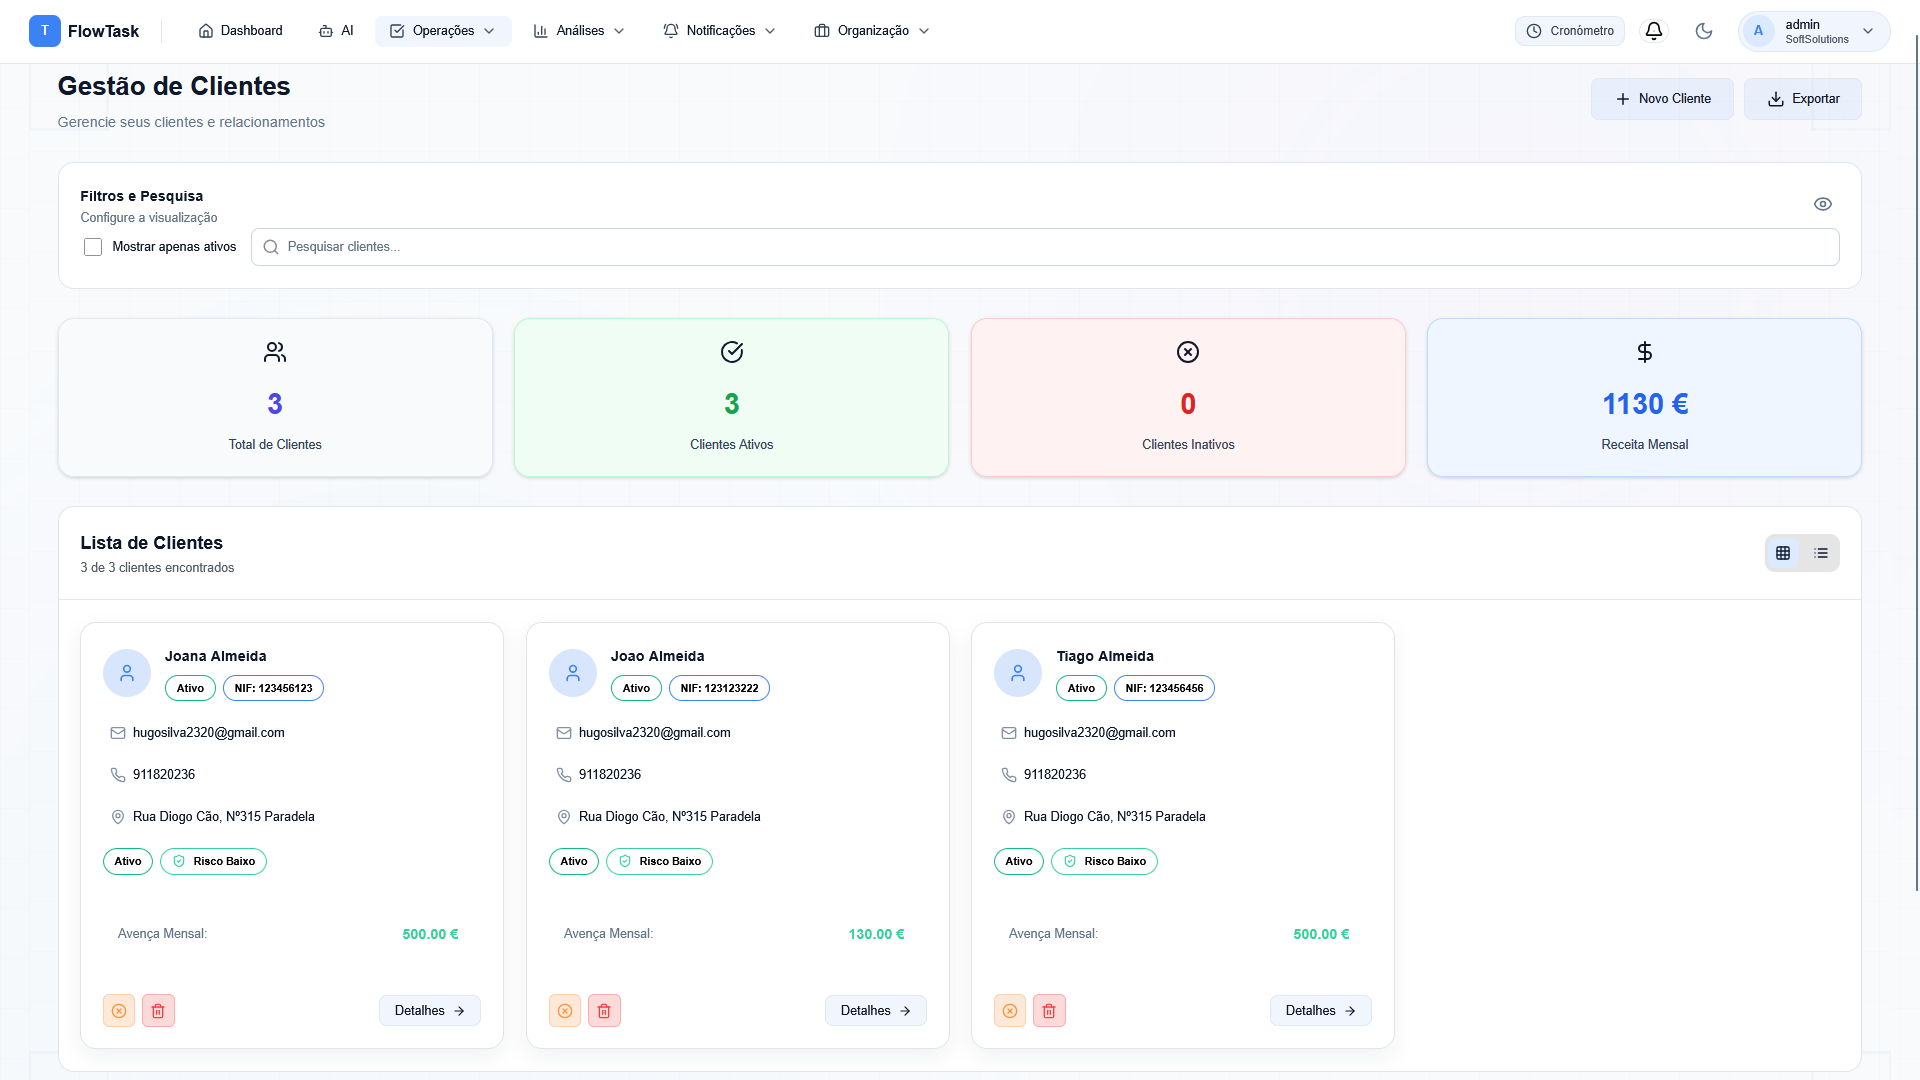 T FlowTask
Dashboard
AI
Operações
Análises
Notificações
Organização
Cronómetro
A
admin
SoftSolutions
Gestão de Clientes
Gerencie seus clientes e relacionamentos
Novo Cliente
Exportar
Filtros e Pesquisa
Configure a visualização
Mostrar apenas ativos
Pesquisar clientes...
3
Total de Clientes
3
Clientes Ativos
0
Clientes Inativos
1130 €
Receita Mensal
Lista de Clientes
3 de 3 clientes encontrados
Joana Almeida
Ativo NIF: 123456123
hugosilva2320@gmail.com
911820236
Rua Diogo Cão, Nº315 Paradela
Ativo Risco Baixo
Avença Mensal: 500.00 €
Detalhes
Joao Almeida
Ativo NIF: 123123222
hugosilva2320@gmail.com
911820236
Rua Diogo Cão, Nº315 Paradela
Ativo Risco Baixo
Avença Mensal: 130.00 €
Detalhes
Tiago Almeida
Ativo NIF: 123456456
hugosilva2320@gmail.com
911820236
Rua Diogo Cão, Nº315 Paradela
Ativo Risco Baixo
Avença Mensal: 500.00 €
Detalhes